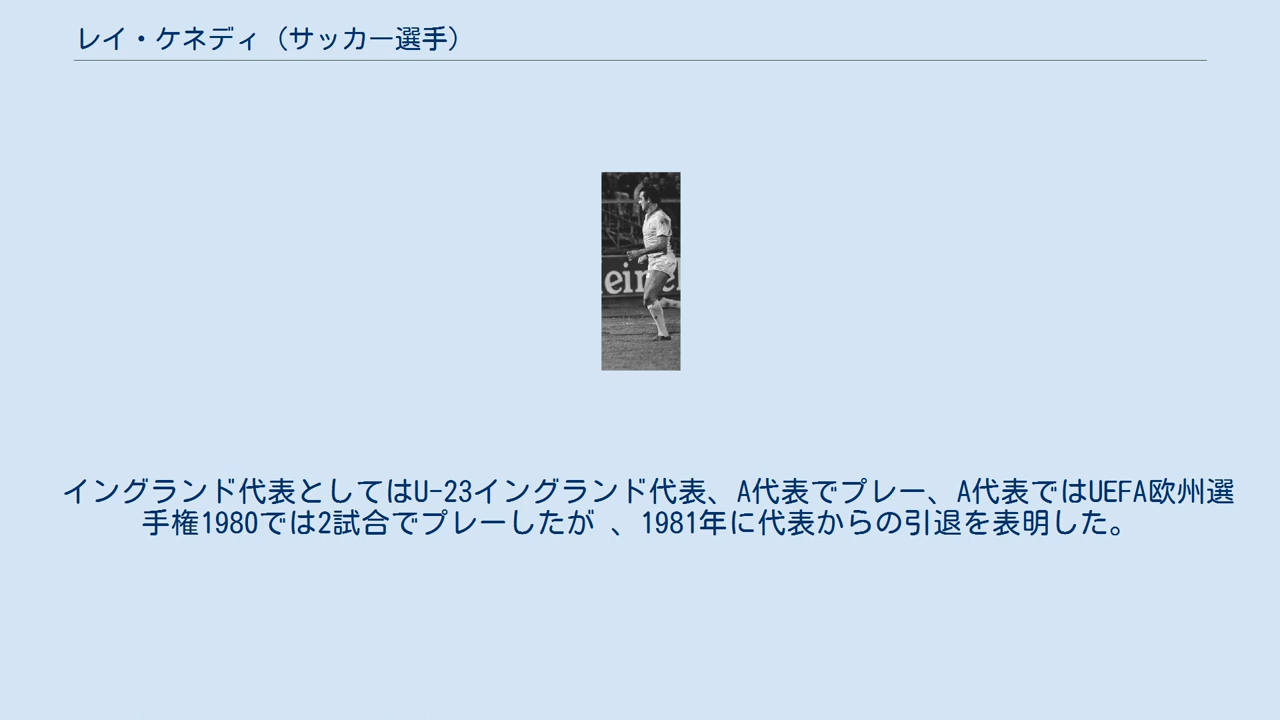 レイ・ケネディ（サッカー選手）
einek
イングランド代表としてはU-23イングランド代表、A代表でプレー、A代表ではUEFA欧州選
手権1980では2試合でプレーしたが 、1981年に代表からの引退を表明した。